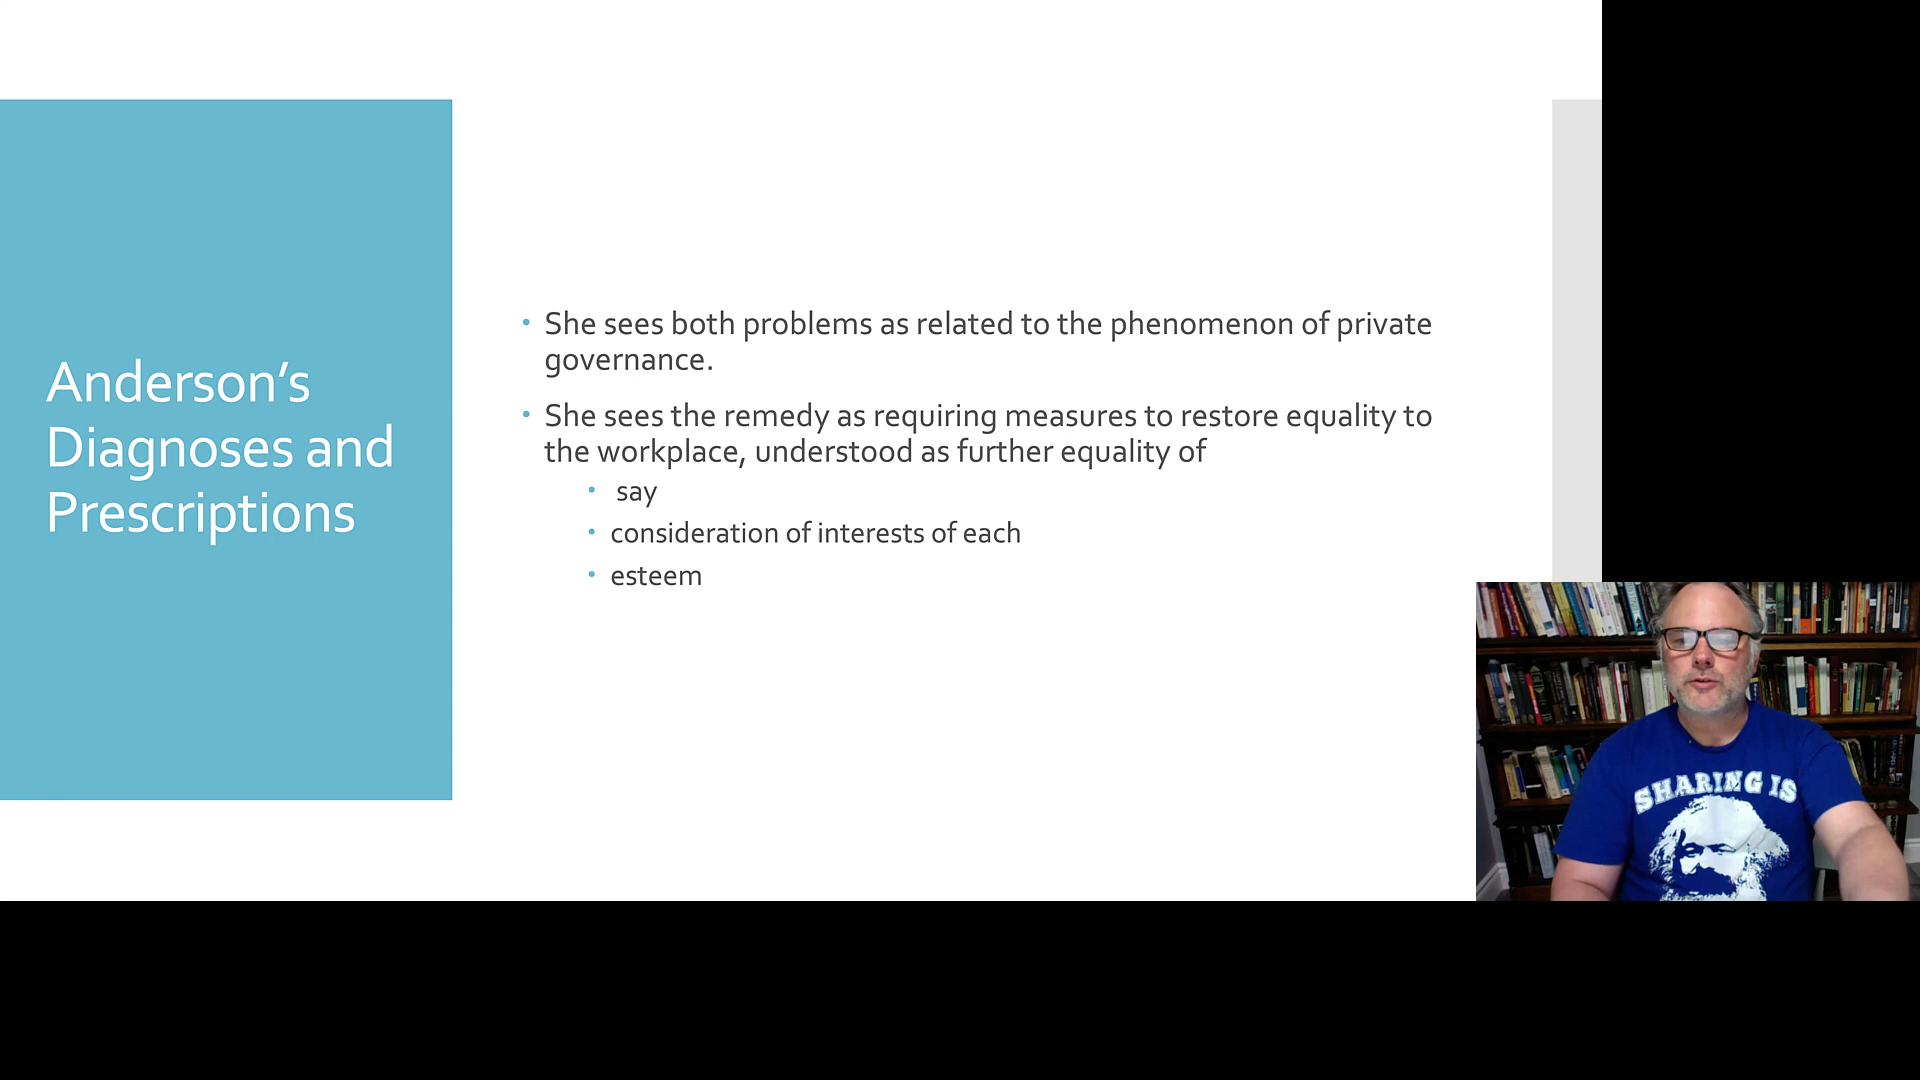 Anderson’s
Diagnoses and
Prescriptions
She sees both problems as related to the phenomenon of private
governance.
She sees the remedy as requiring measures to restore equality to
the workplace, understood as further equality of
say
consideration of interests of each
esteem
SHARING IS